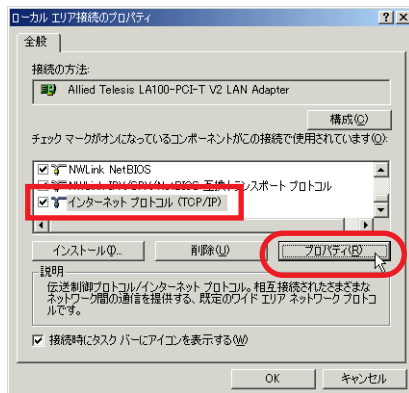 ローカル エリア接続のプロパティ
? ×
全般
接続の方法:
Allied Telesis LA100-PCI-T V2 LAN Adapter
構成(C)
チェック マークがオンになっているコンポーネントがこの接続で使用されています(O):
NWLink NetBIOS
NWLink IPX/SPX/NetBIOS 互換トランスポート プロトコル
インターネット プロトコル (TCP/IP)
インストール(I)... 削除(U) プロパティ(R)
説明
伝送制御プロトコル/インターネット プロトコル。相互接続されたさまざまな
ネットワーク間の通信を提供する、既定のワイド エリア ネットワーク プロトコ
ルです。
接続時にタスク バーにアイコンを表示する(W)
OK キャンセル